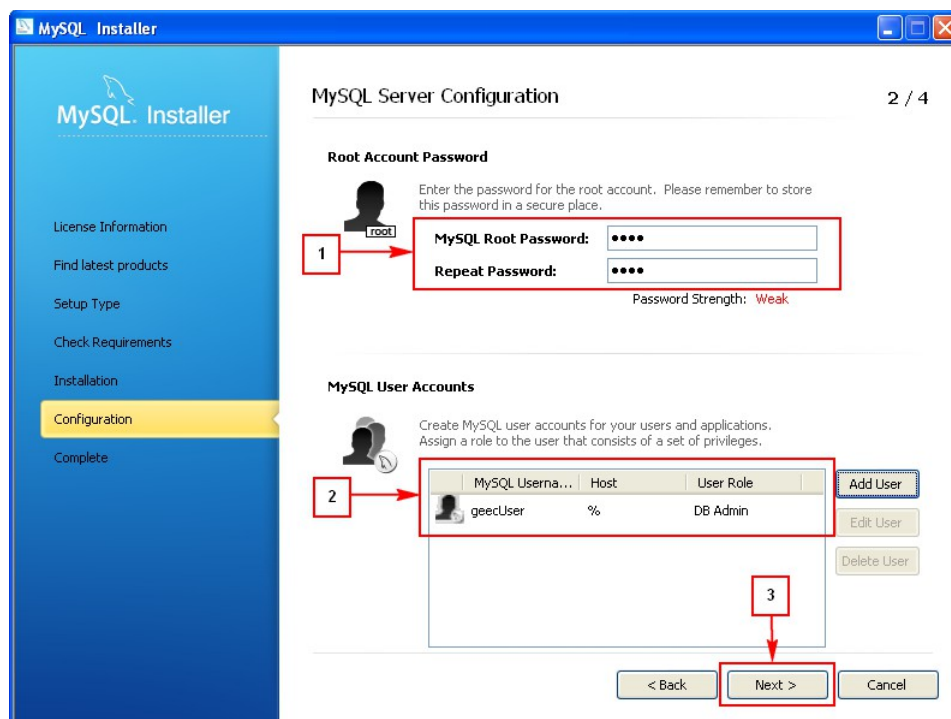 MySQL Installer
MySQL. Installer
License Information
Find latest products
Setup Type
Check Requirements
Installation
Configuration
Complete
MySQL Server Configuration
2 / 4
Root Account Password
root
Enter the password for the root account. Please remember to store
this password in a secure place.
1
MySQL Root Password: ●●●●
Repeat Password: ●●●●
Password Strength: Weak
MySQL User Accounts
Create MySQL user accounts for your users and applications.
Assign a role to the user that consists of a set of privileges.
2
MySQL Userna... Host User Role
geecUser % DB Admin
Add User
Edit User
Delete User
3
< Back Next > Cancel